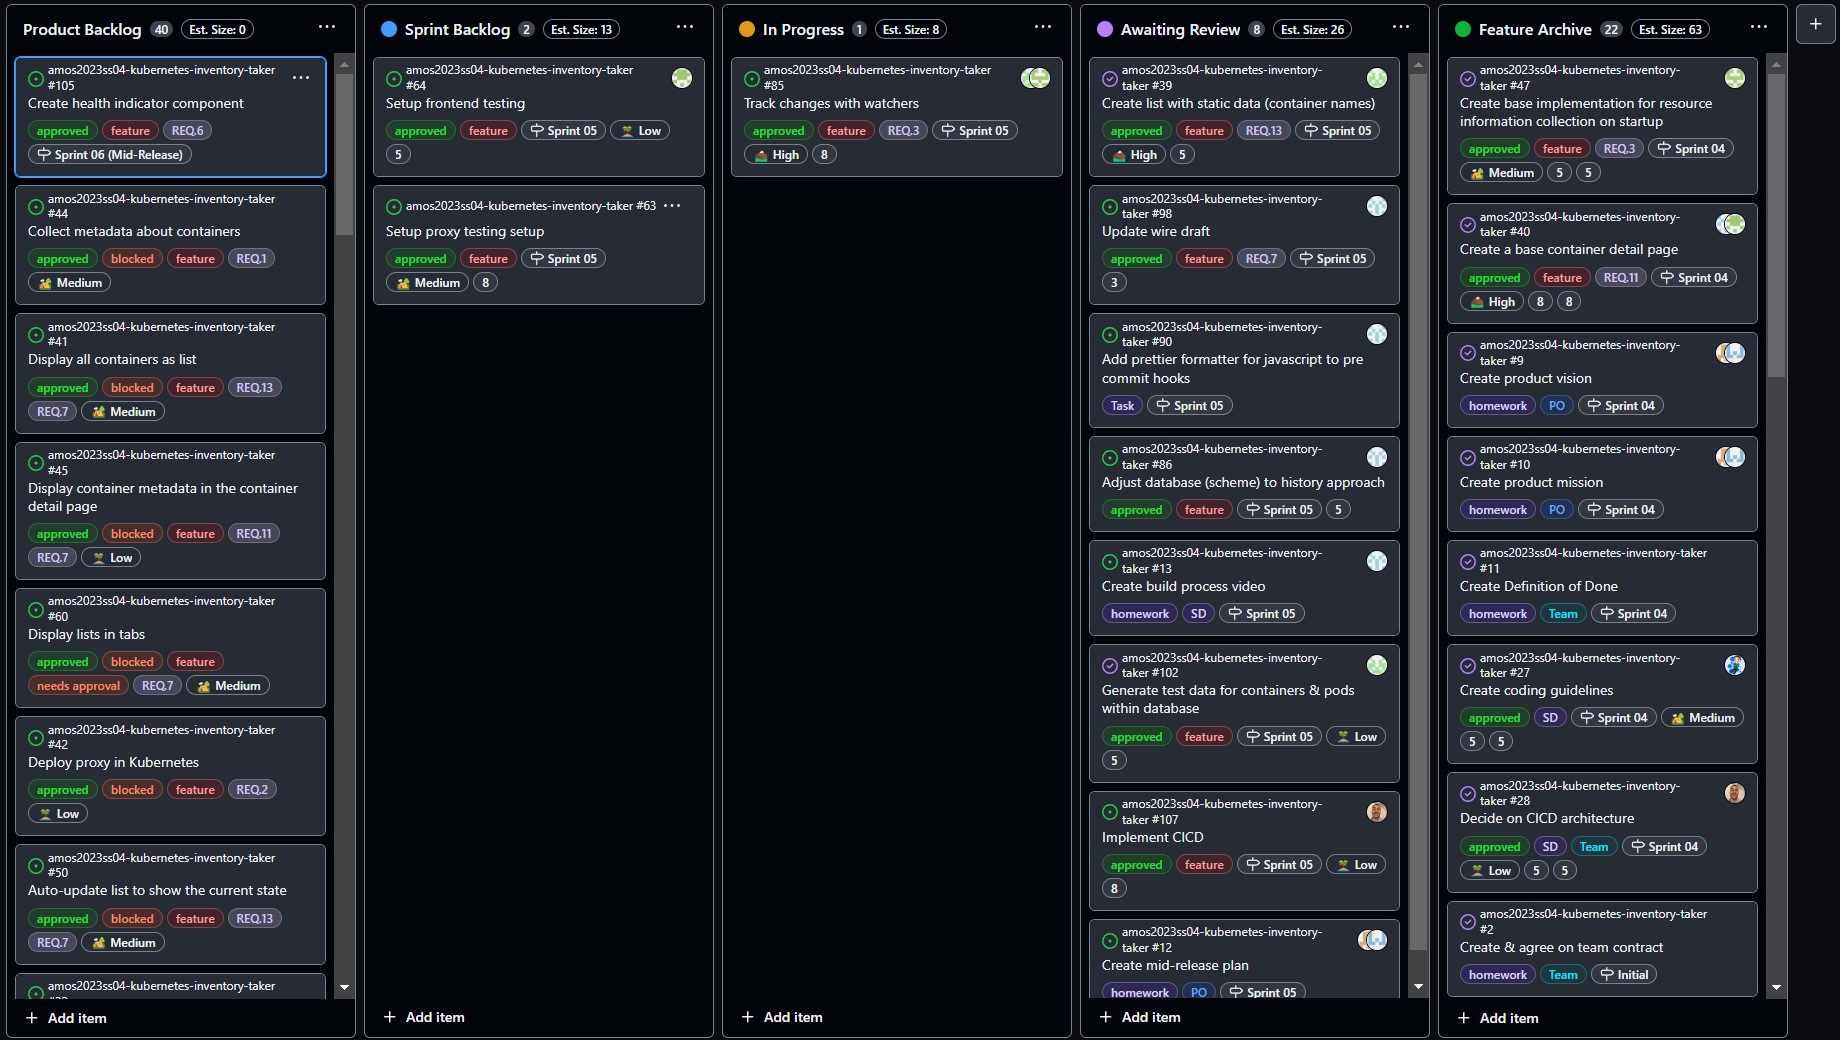 Product Backlog 40 Est. Size: 0
amos2023ss04-kubernetes-inventory-taker
#105
Create health indicator component
approved feature REQ.6
Sprint 06 (Mid-Release)
amos2023ss04-kubernetes-inventory-taker
#44
Collect metadata about containers
approved blocked feature REQ.1
Medium
amos2023ss04-kubernetes-inventory-taker
#41
Display all containers as list
approved blocked feature REQ.13
REQ.7 Medium
amos2023ss04-kubernetes-inventory-taker
#45
Display container metadata in the container
detail page
approved blocked feature REQ.11
REQ.7 Low
amos2023ss04-kubernetes-inventory-taker
#60
Display lists in tabs
approved blocked feature
needs approval REQ.7 Medium
amos2023ss04-kubernetes-inventory-taker
#42
Deploy proxy in Kubernetes
approved blocked feature REQ.2
Low
amos2023ss04-kubernetes-inventory-taker
#50
Auto-update list to show the current state
approved blocked feature REQ.13
REQ.7 Medium
amos2023ss04-kubernetes-inventory-taker
+ Add item
Sprint Backlog 2 Est. Size: 13
amos2023ss04-kubernetes-inventory-taker
#64
Setup frontend testing
approved feature Sprint 05 Low
5
amos2023ss04-kubernetes-inventory-taker #63
Setup proxy testing setup
approved feature Sprint 05
Medium 8
+ Add item
In Progress 1 Est. Size: 8
amos2023ss04-kubernetes-inventory-taker
#85
Track changes with watchers
approved feature REQ.3 Sprint 05
High 8
+ Add item
Awaiting Review 8 Est. Size: 26
amos2023ss04-kubernetes-inventory-
taker #39
Create list with static data (container names)
approved feature REQ.13 Sprint 05
High 5
amos2023ss04-kubernetes-inventory-
taker #98
Update wire draft
approved feature REQ.7 Sprint 05
3
amos2023ss04-kubernetes-inventory-
taker #90
Add prettier formatter for javascript to pre
commit hooks
Task Sprint 05
amos2023ss04-kubernetes-inventory-
taker #86
Adjust database (scheme) to history approach
approved feature Sprint 05 5
amos2023ss04-kubernetes-inventory-
taker #13
Create build process video
homework SD Sprint 05
amos2023ss04-kubernetes-inventory-
taker #102
Generate test data for containers & pods
within database
approved feature Sprint 05 Low
5
amos2023ss04-kubernetes-inventory-
taker #107
Implement CICD
approved feature Sprint 05 Low
8
amos2023ss04-kubernetes-inventory-
taker #12
Create mid-release plan
homework PO Sprint 05
+ Add item
Feature Archive 22 Est. Size: 63
amos2023ss04-kubernetes-inventory-
taker #47
Create base implementation for resource
information collection on startup
approved feature REQ.3 Sprint 04
Medium 5 5
amos2023ss04-kubernetes-inventory-
taker #40
Create a base container detail page
approved feature REQ.11 Sprint 04
High 8 8
amos2023ss04-kubernetes-inventory-
taker #9
Create product vision
homework PO Sprint 04
amos2023ss04-kubernetes-inventory-
taker #10
Create product mission
homework PO Sprint 04
amos2023ss04-kubernetes-inventory-taker
#11
Create Definition of Done
homework Team Sprint 04
amos2023ss04-kubernetes-inventory-
taker #27
Create coding guidelines
approved SD Sprint 04 Medium
5 5
amos2023ss04-kubernetes-inventory-
taker #28
Decide on CICD architecture
approved SD Team Sprint 04
Low 5 5
amos2023ss04-kubernetes-inventory-taker
#2
Create & agree on team contract
homework Team Initial
+ Add item